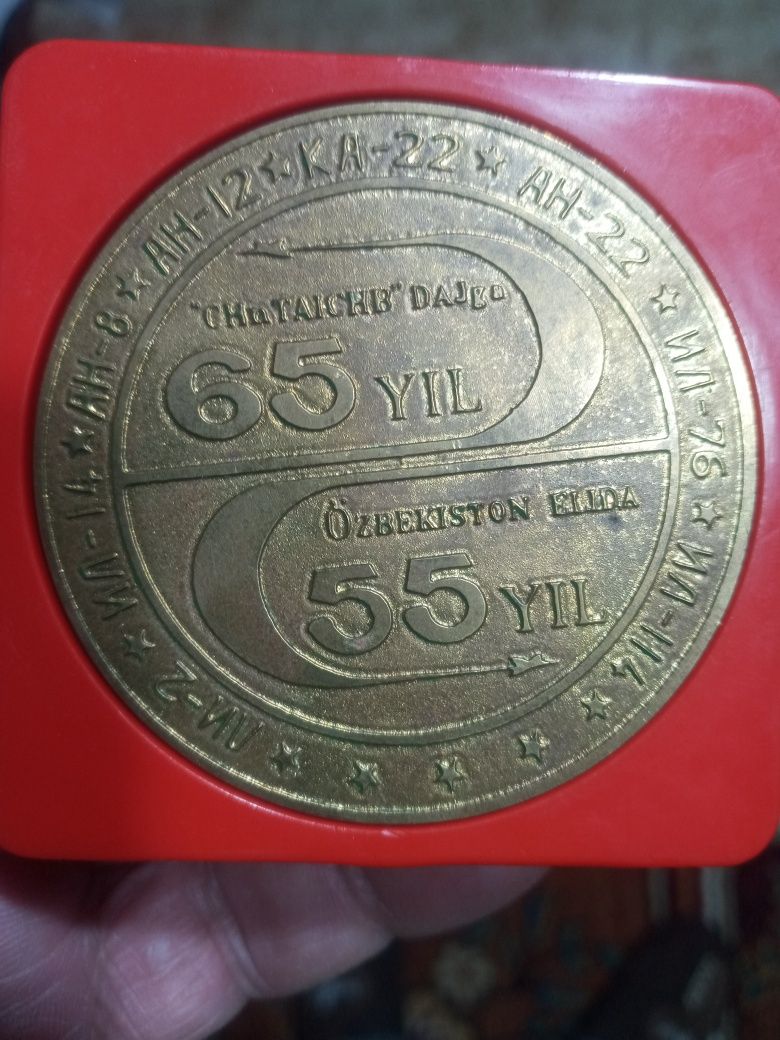 ЛИ-2 ★ ИЛ-14 ★ АН-8 ★ АН-12 ★ КА-22 ★ АН-22 ★ ИЛ-76 ★ ИЛ-114
65 YIL
ÖZBEKISTON ELIDA
55 YIL